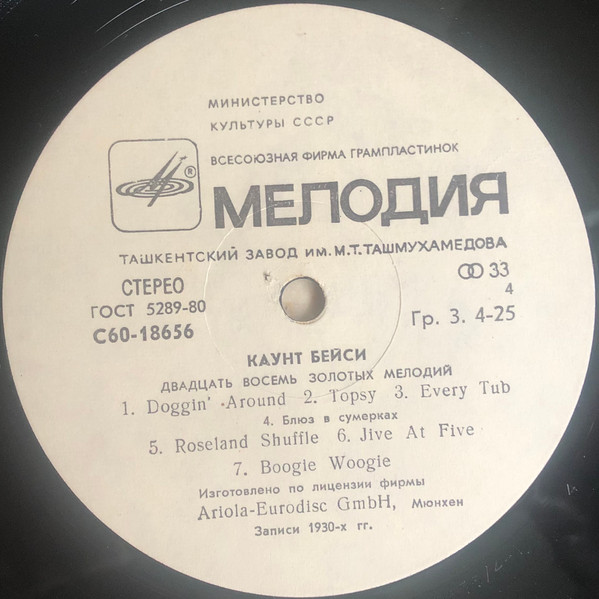 МИНИСТЕРСТВО
КУЛЬТУРЫ СССР
ВСЕСОЮЗНАЯ ФИРМА ГРАМПЛАСТИНОК
®
МЕЛОДИЯ
ТАШКЕНТСКИЙ ЗАВОД ИМ. М.Т.ТАШМУХАМЕДОВА
СТЕРЕО
ГОСТ 5289-80
С60-18656
33
4
Гр. 3. 4-25
КАУНТ БЕЙСИ
ДВАДЦАТЬ ВОСЕМЬ ЗОЛОТЫХ МЕЛОДИЙ
1. Doggin' Around 2. Topsy 3. Every Tub
4. Блюз в сумерках
5. Roseland Shuffle 6. Jive At Five
7. Boogie Woogie
Изготовлено по лицензии фирмы
Ariola-Eurodisc GmbH, Мюнхен
Записи 1930-х гг.